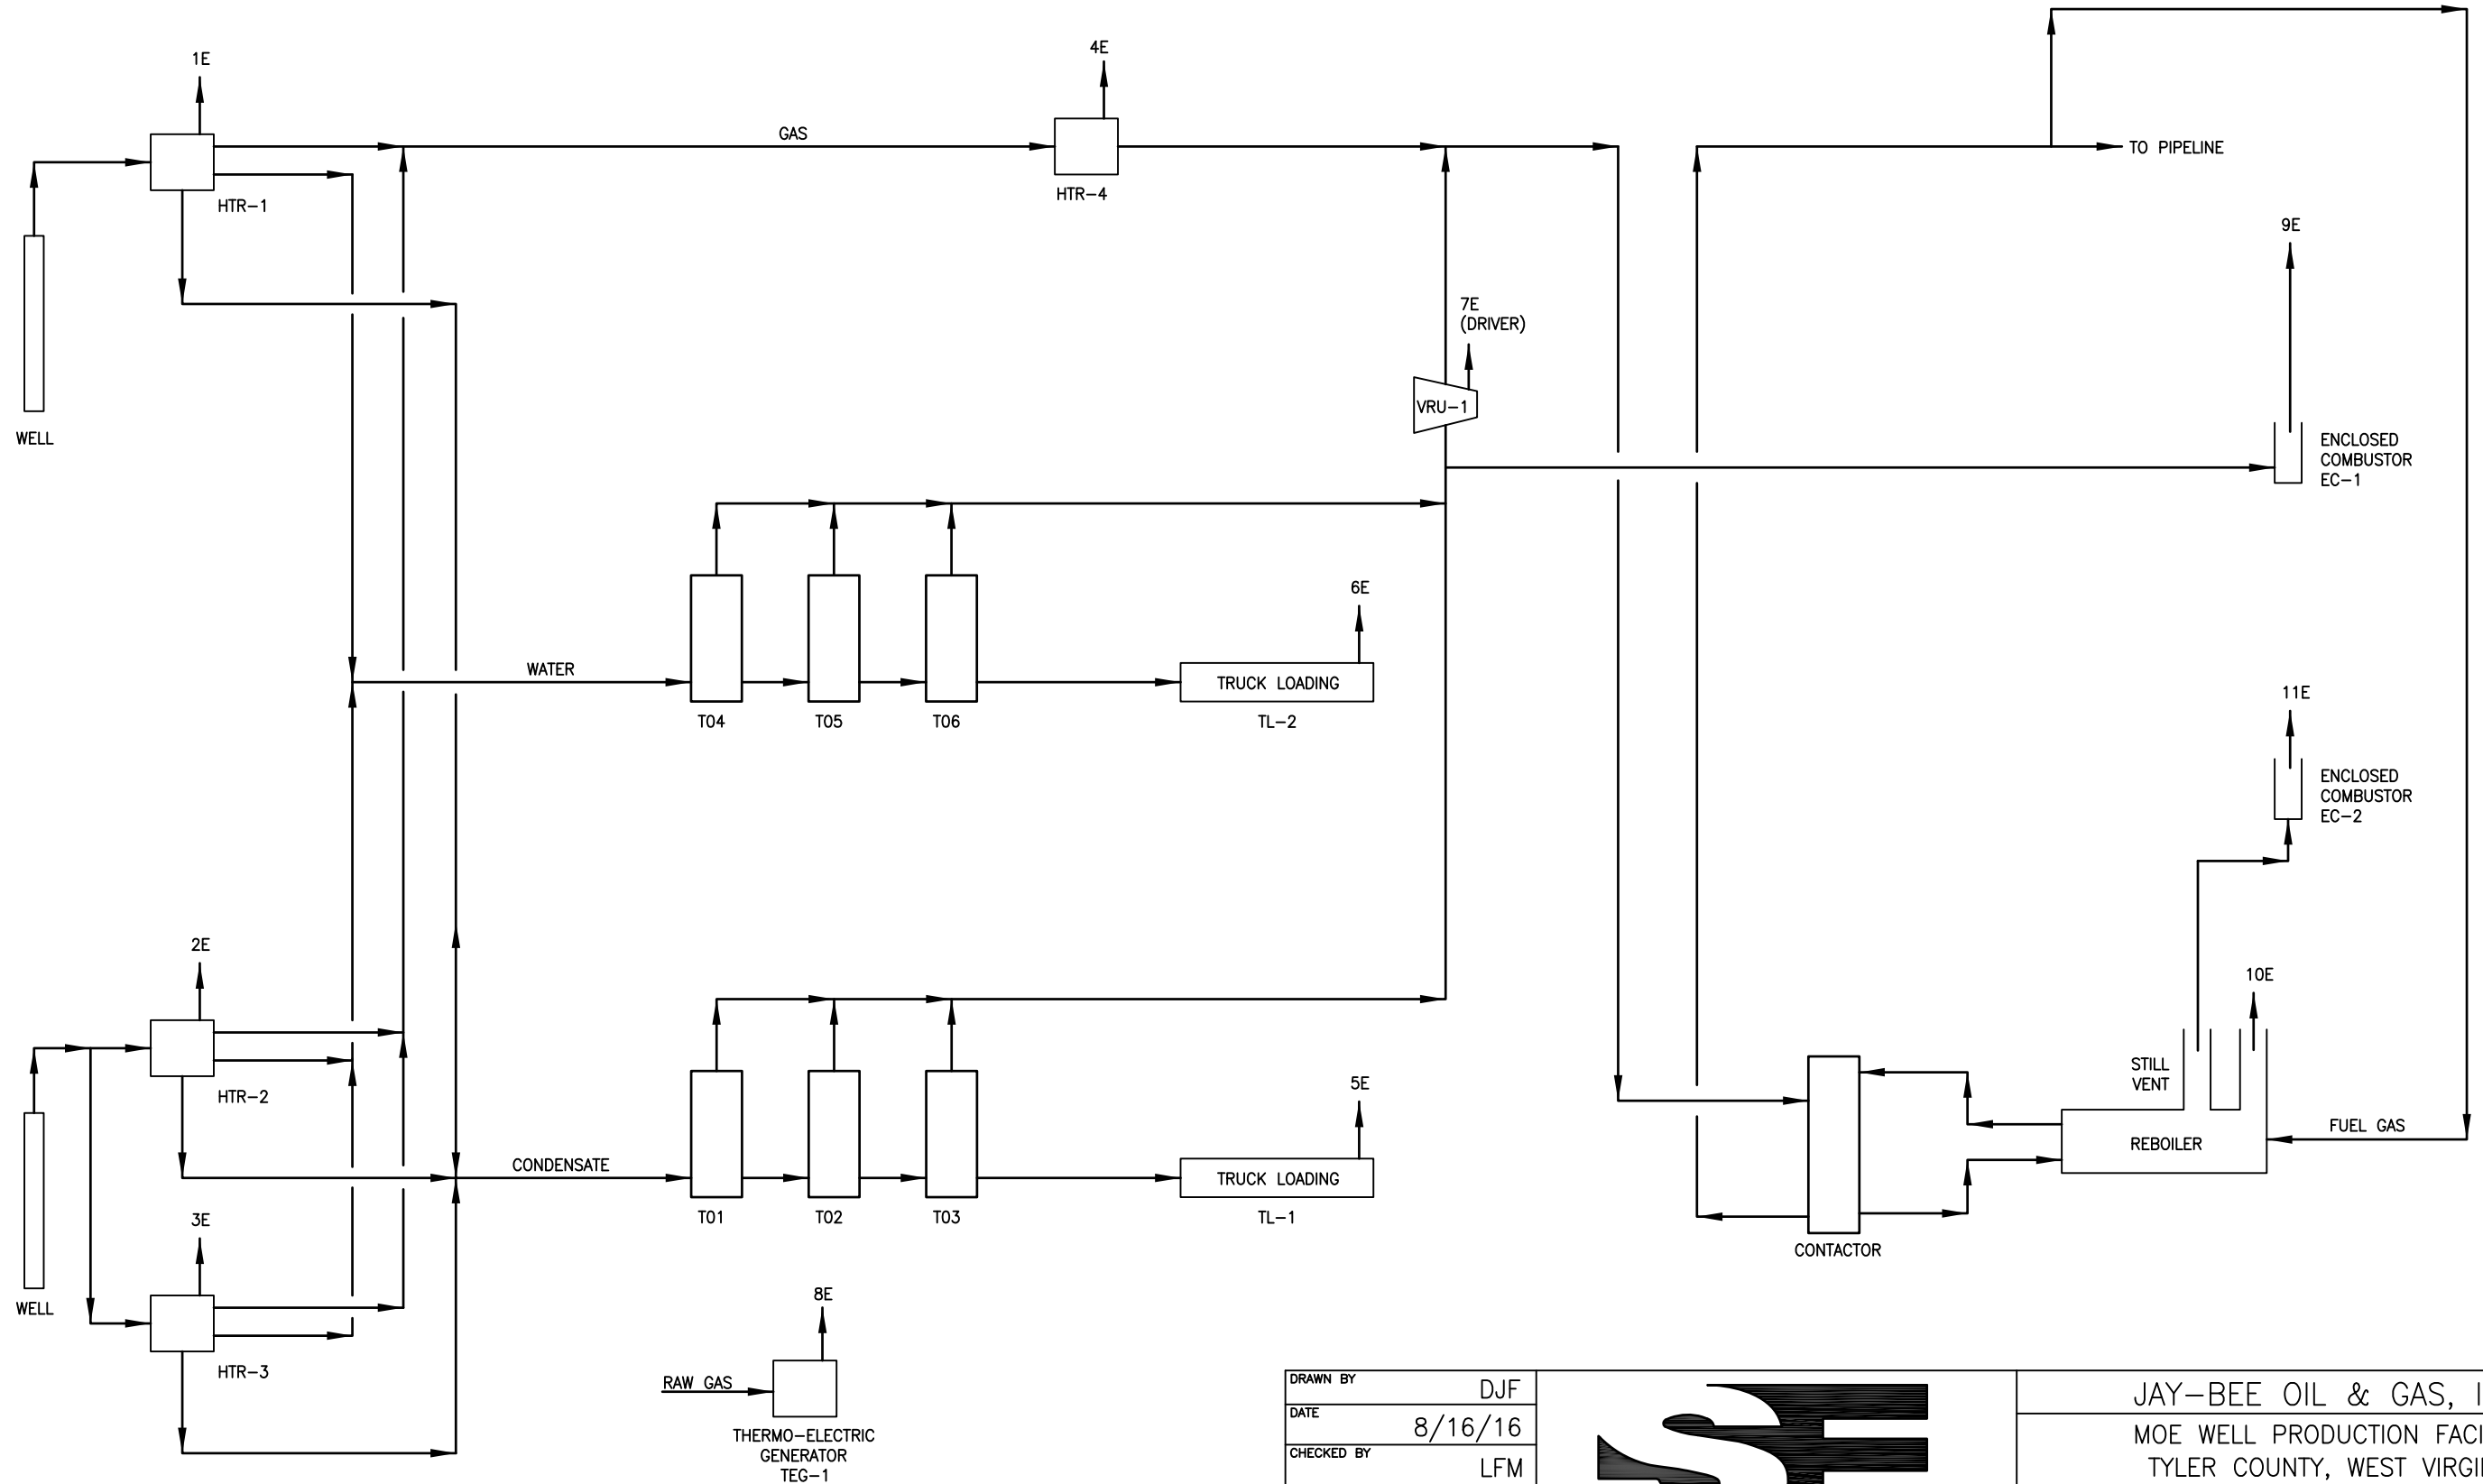 1E
4E
GAS
TO PIPELINE
HTR-4
HTR-1
9E
7E
(DRIVER)
VRU-1
WELL
ENCLOSED
COMBUSTOR
EC-1
6E
WATER
TRUCK LOADING
T04
T05
T06
TL-2
11E
ENCLOSED
COMBUSTOR
EC-2
2E
10E
STILL
VENT
5E
HTR-2
FUEL GAS
REBOILER
CONDENSATE
TRUCK LOADING
T01
T02
T03
TL-1
3E
CONTACTOR
WELL
8E
HTR-3
RAW GAS
THERMO-ELECTRIC
GENERATOR
TEG-1
DRAWN BY
DJF
DATE
8/16/16
CHECKED BY
LFM
JAY-BEE OIL & GAS, I
MOE WELL PRODUCTION FACI
TYLER COUNTY, WEST VIRGI